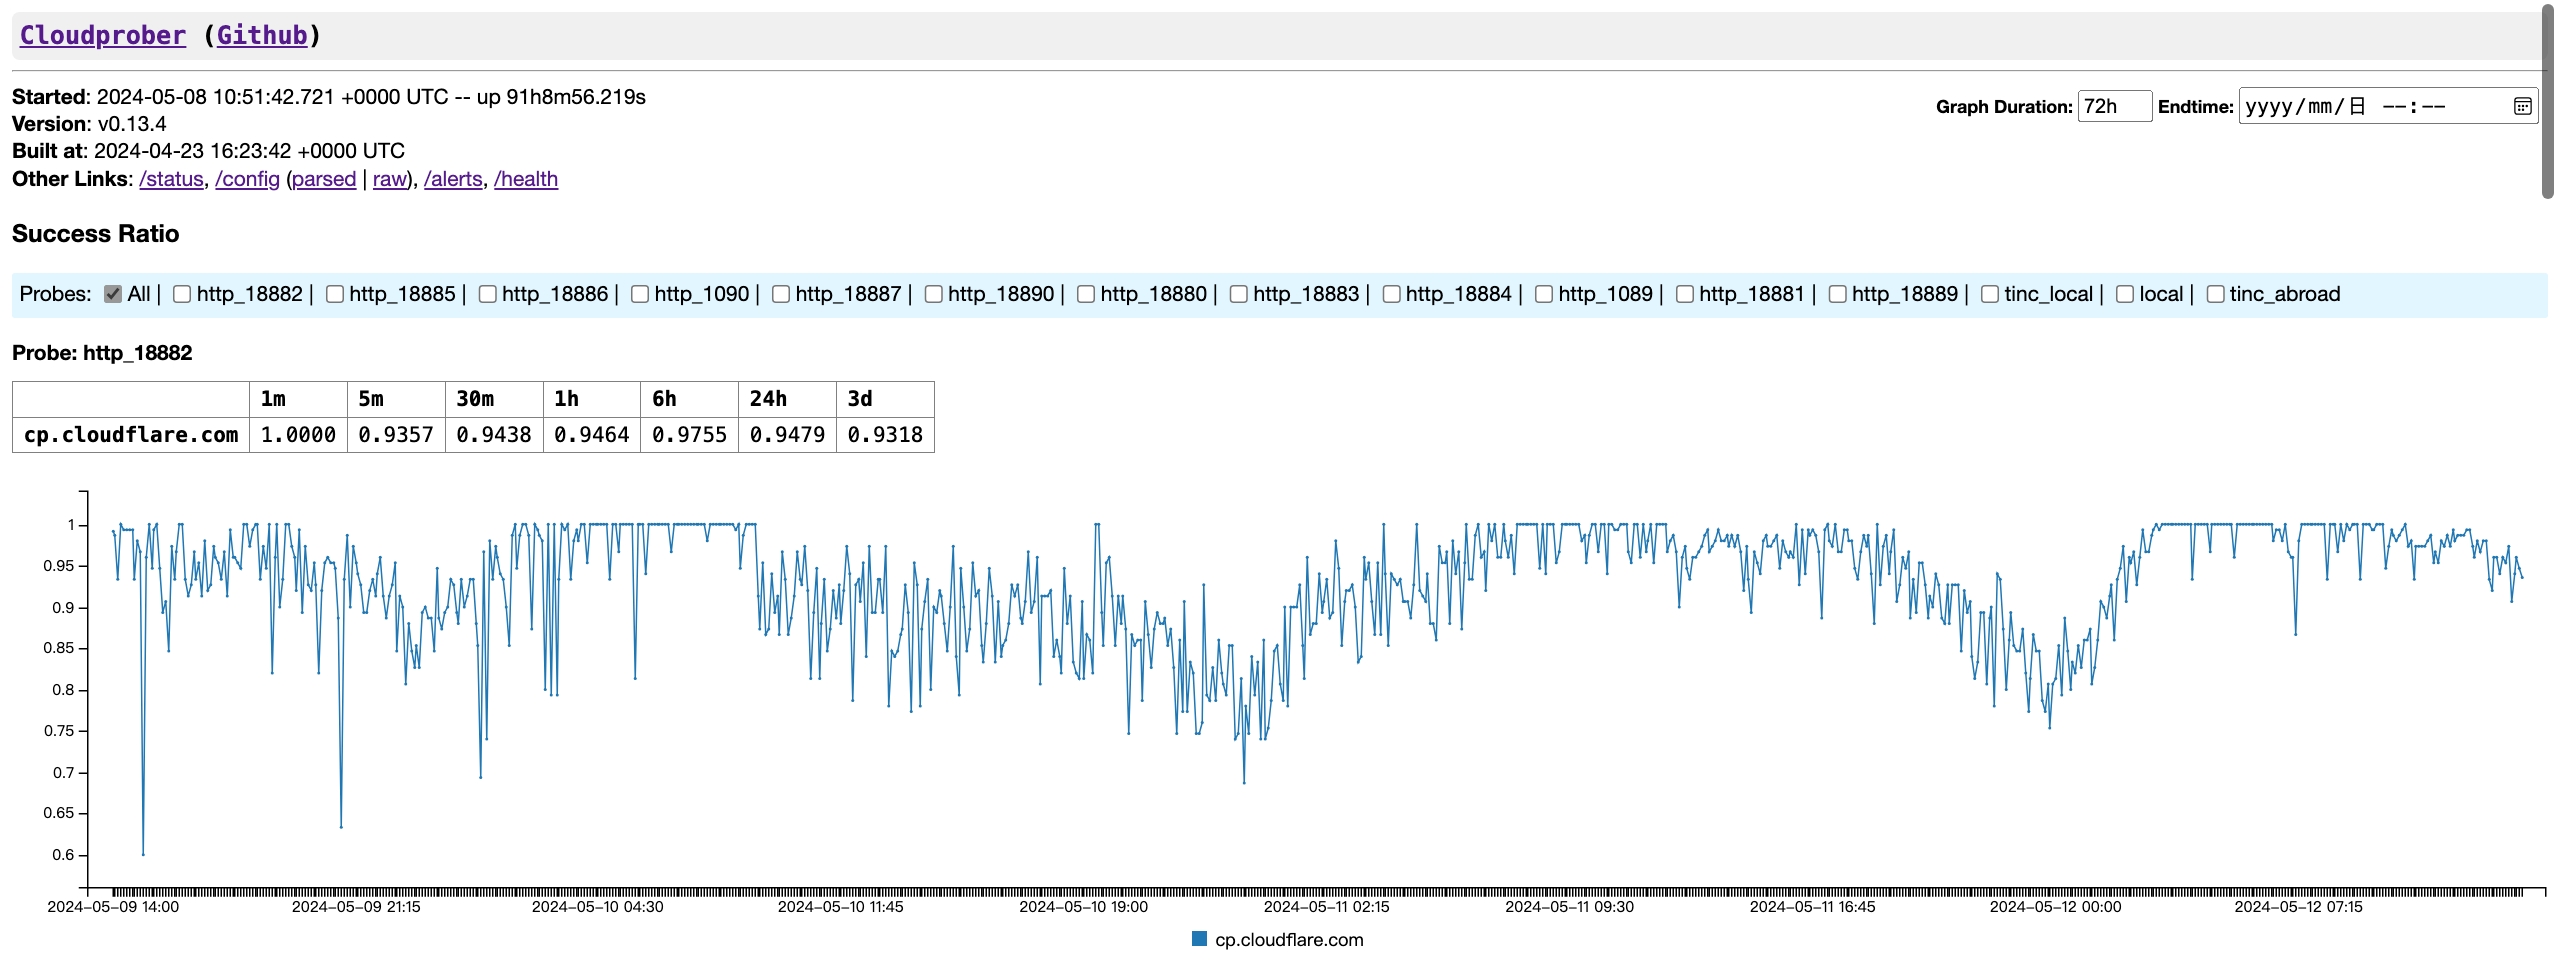 Cloudprober (Github)
Started: 2024-05-08 10:51:42.721 +0000 UTC -- up 91h8m56.219s
Version: v0.13.4
Built at: 2024-04-23 16:23:42 +0000 UTC
Other Links: /status, /config (parsed | raw), /alerts, /health
Graph Duration: 72h Endtime: yyyy/mm/日 --:--
Success Ratio
Probes: All | http_18882 | http_18885 | http_18886 | http_1090 | http_18887 | http_18890 | http_18880 | http_18883 | http_18884 | http_1089 | http_18881 | http_18889 | tinc_local | local | tinc_abroad
Probe: http_18882
1m 5m 30m 1h 6h 24h 3d
cp.cloudflare.com 1.0000 0.9357 0.9438 0.9464 0.9755 0.9479 0.9318
1
0.95
0.9
0.85
0.8
0.75
0.7
0.65
0.6
2024-05-09 14:00 2024-05-09 21:15 2024-05-10 04:30 2024-05-10 11:45 2024-05-10 19:00 2024-05-11 02:15 2024-05-11 09:30 2024-05-11 16:45 2024-05-12 00:00 2024-05-12 07:15
cp.cloudflare.com